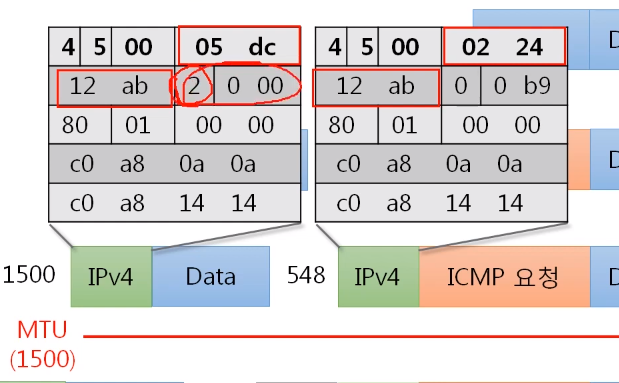 4 5 00 05 dc
12 ab 2 0 00
80 01 00 00
c0 a8 0a 0a
c0 a8 14 14
4 5 00 02 24
12 ab 0 0 b9
80 01 00 00
c0 a8 0a 0a
c0 a8 14 14
1500 IPv4 Data
548 IPv4 ICMP 요청
MTU
(1500)